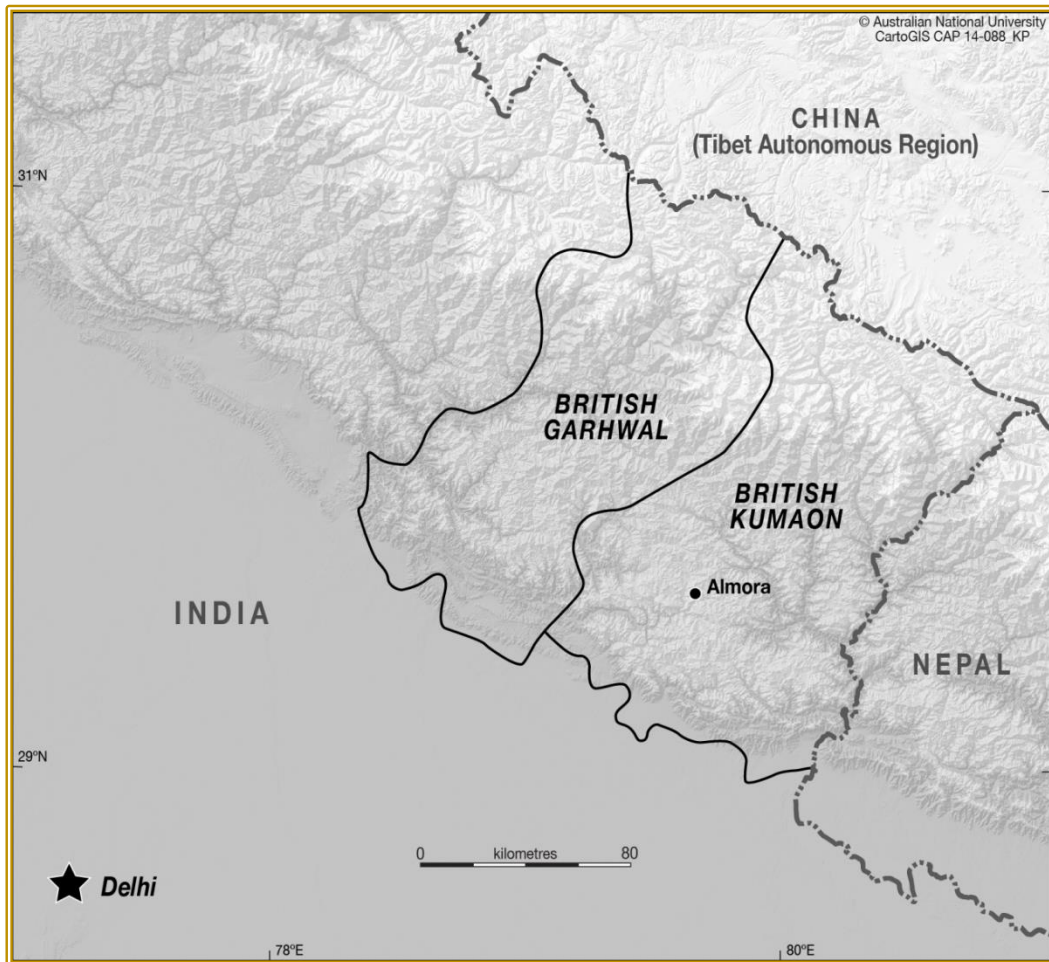 © Australian National University
CartoGIS CAP 14-088_KP
CHINA
(Tibet Autonomous Region)
31°N
BRITISH
GARHWAL
BRITISH
KUMAON
Almora
INDIA
NEPAL
29°N
0 kilometres 80
Delhi
78°E
80°E